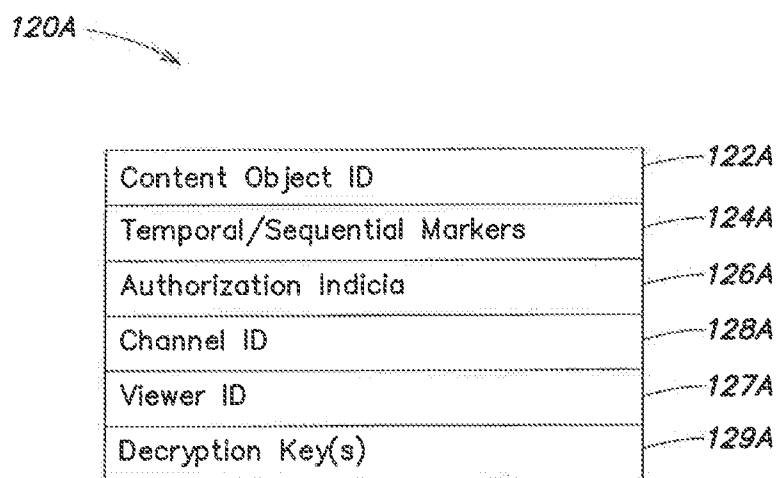 120A
Content Object ID 122A
Temporal/Sequential Markers 124A
Authorization Indicia 126A
Channel ID 128A
Viewer ID 127A
Decryption Key(s) 129A